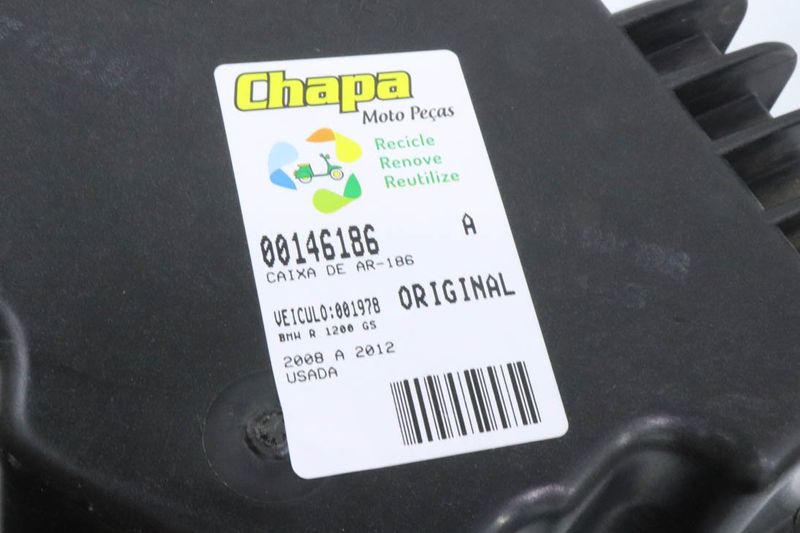 Chapa
Moto Peças
Recicle
Renove
Reutilize
00146186 A
CAIXA DE AR-186
VEICULO:001978 ORIGINAL
BMW R 1200 GS
2008 A 2012
USADA